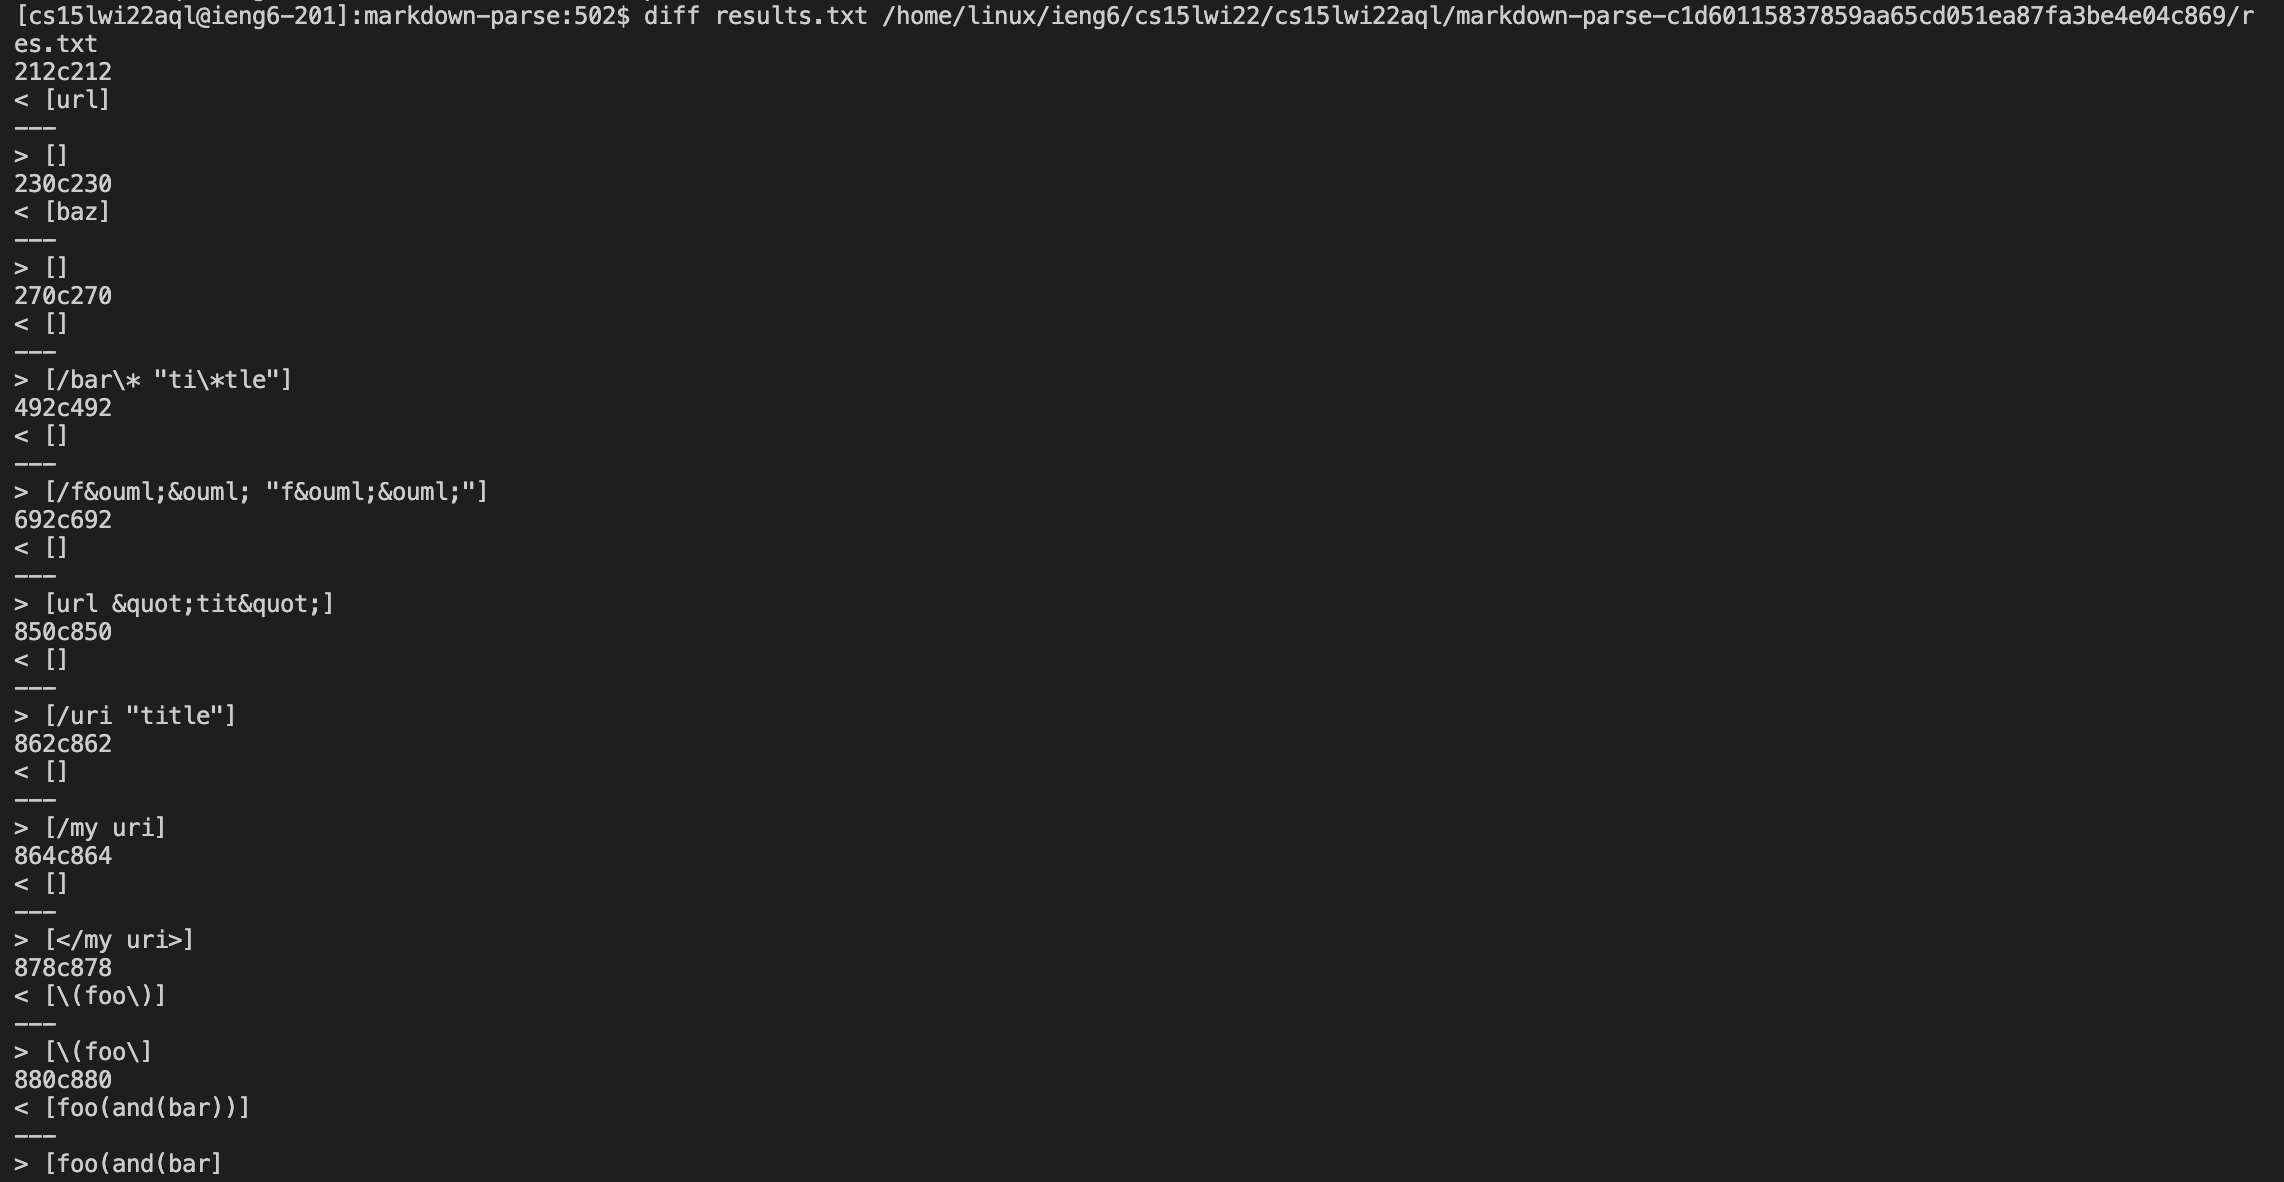 [cs15lwi22aql@ieng6-201]:markdown-parse:502$ diff results.txt /home/linux/ieng6/cs15lwi22/cs15lwi22aql/markdown-parse-c1d60115837859aa65cd051ea87fa3be4e04c869/r
es.txt
212c212
< [url]
---
> []
230c230
< [baz]
---
> []
270c270
< []
---
> [/bar\* "ti\*tle"]
492c492
< []
---
> [/f&ouml;&ouml; "f&ouml;&ouml;"]
692c692
< []
---
> [url &quot;tit&quot;]
850c850
< []
---
> [/uri "title"]
862c862
< []
---
> [/my uri]
864c864
< []
---
> [</my uri>]
878c878
< [\(foo\)]
---
> [\(foo\]
880c880
< [foo(and(bar))]
---
> [foo(and(bar]